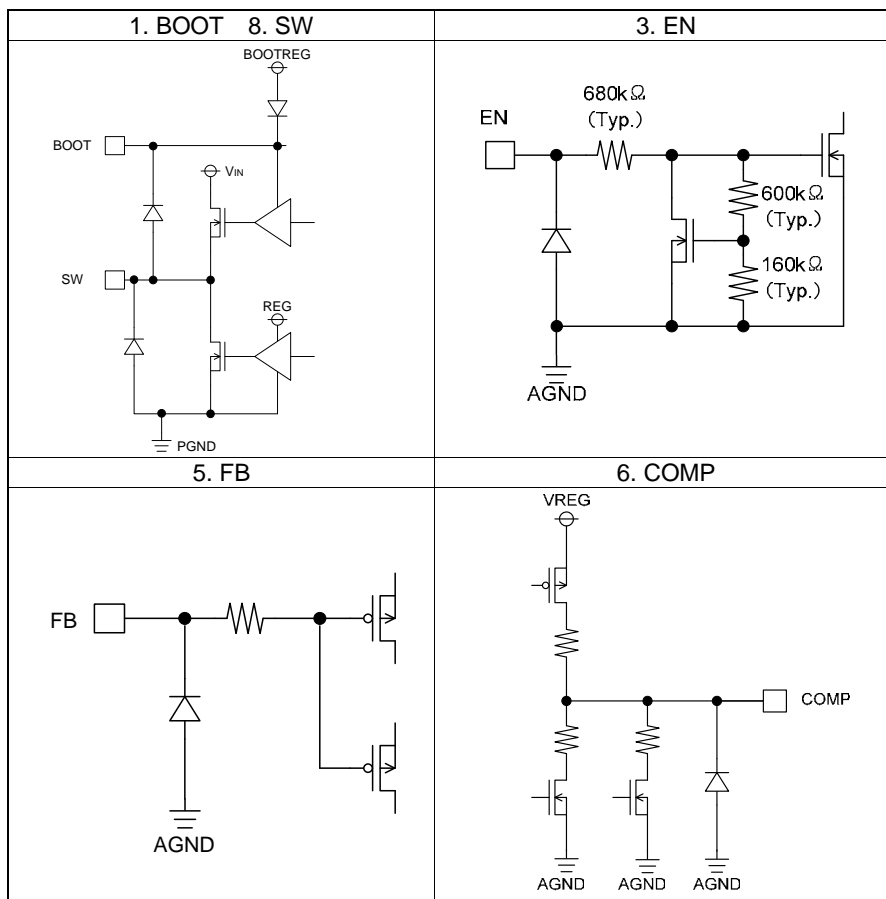 1. BOOT 8. SW
BOOTREG
BOOT
VIN
SW
REG
PGND
3. EN
680kΩ
(Typ.)
EN
600kΩ
(Typ.)
160kΩ
(Typ.)
AGND
5. FB
FB
AGND
6. COMP
VREG
COMP
AGND AGND AGND